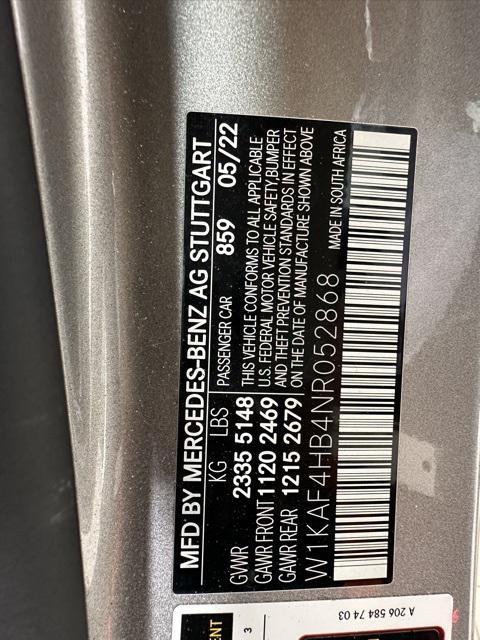 MFD BY MERCEDES-BENZ AG STUTTGART
KG LBS PASSENGER CAR 859 05/22
GVWR 2335 5148 THIS VEHICLE CONFORMS TO ALL APPLICABLE
GAWR FRONT 1120 2469 U.S. FEDERAL MOTOR VEHICLE SAFETY,BUMPER
GAWR REAR 1215 2679 AND THEFT PREVENTION STANDARDS IN EFFECT
ON THE DATE OF MANUFACTURE SHOWN ABOVE
W1KAF4HB4NR052868 MADE IN SOUTH AFRICA
A 206 584 74 03
3